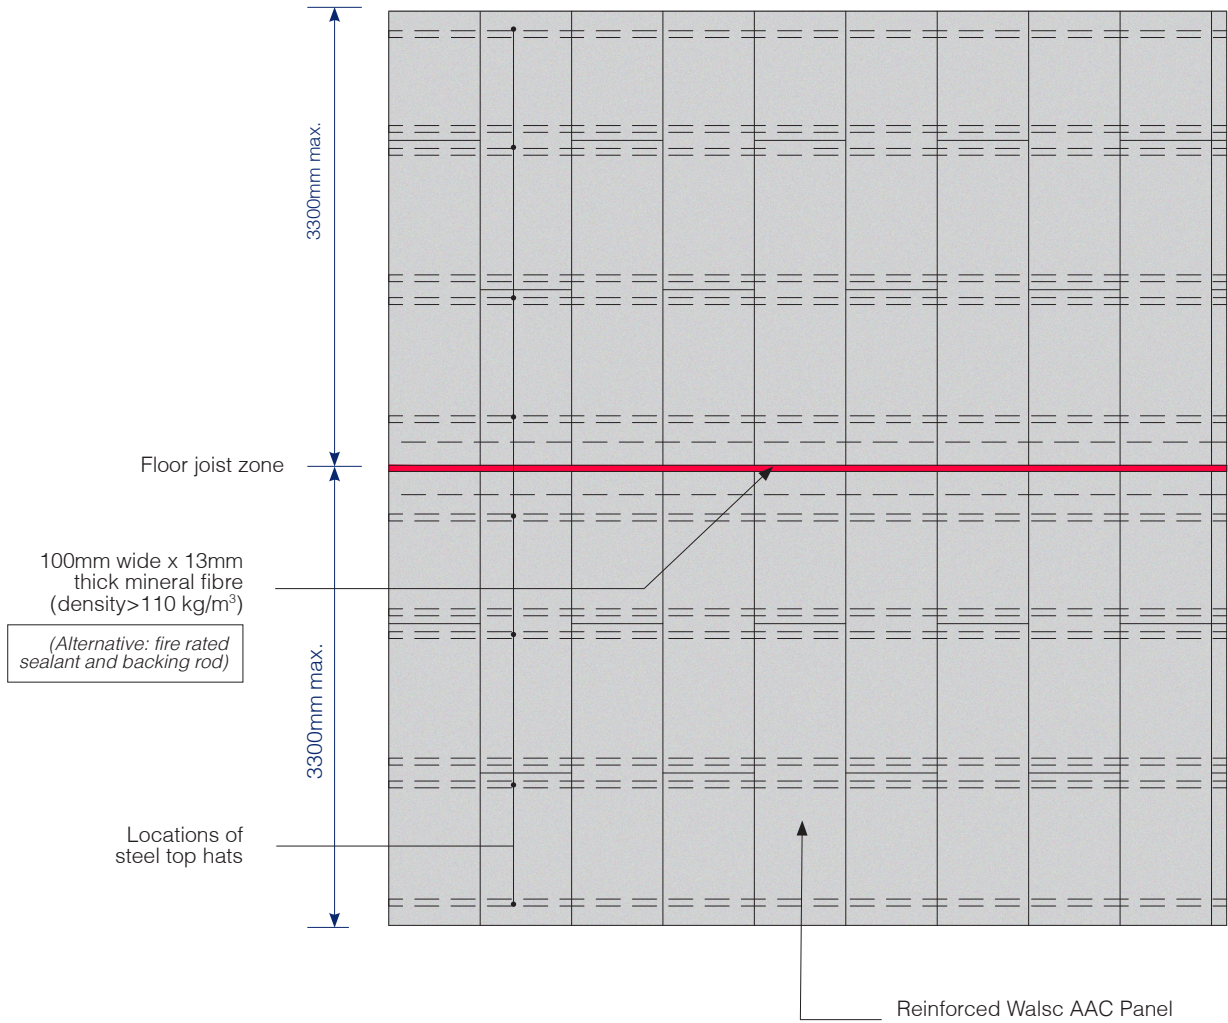 3300mm max.
Floor joist zone
100mm wide x 13mm
thick mineral fibre
(density>110 kg/m³)
(Alternative: fire rated
sealant and backing rod)
3300mm max.
Locations of
steel top hats
Reinforced Walsc AAC Panel